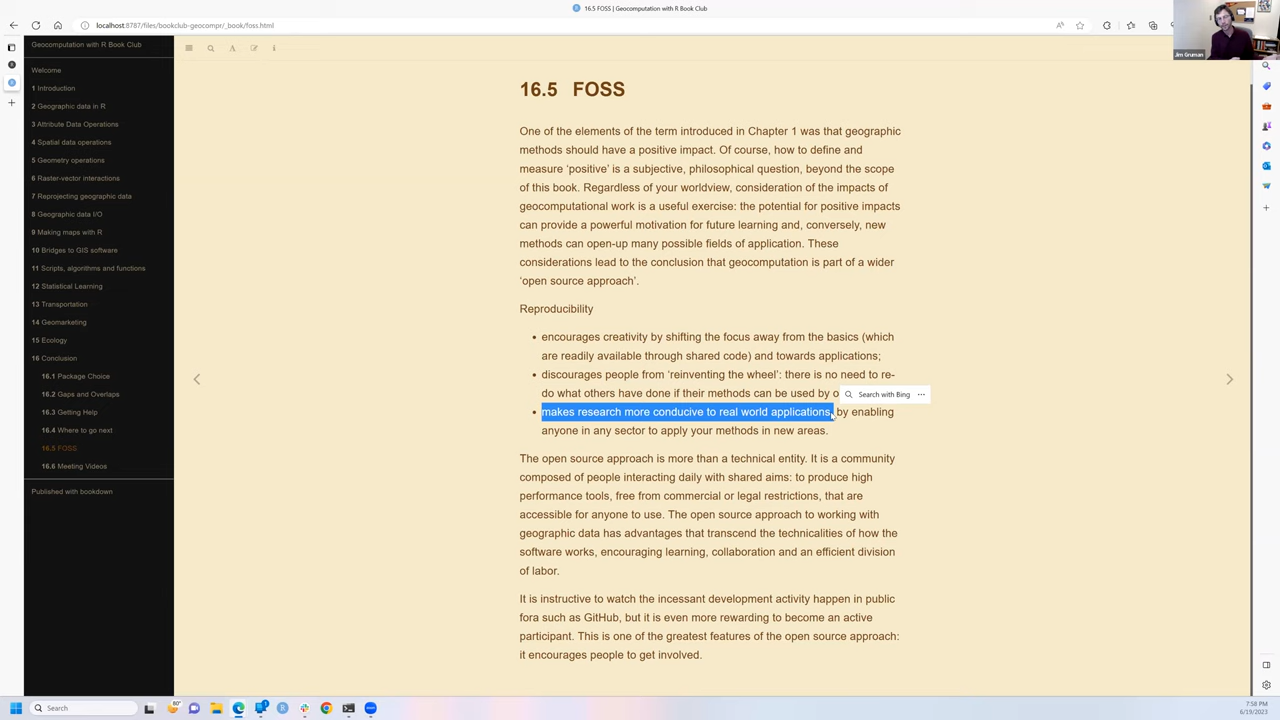 16.5 FOSS | Geocomputation with R Book Club
localhost:8787/files/bookclub-geocompr/_book/foss.html
Jim Gruman
Geocomputation with R Book Club
Welcome
1 Introduction
2 Geographic data in R
3 Attribute Data Operations
4 Spatial data operations
5 Geometry operations
6 Raster-vector interactions
7 Reprojecting geographic data
8 Geographic data I/O
9 Making maps with R
10 Bridges to GIS software
11 Scripts, algorithms and functions
12 Statistical Learning
13 Transportation
14 Geomarketing
15 Ecology
16 Conclusion
16.1 Package Choice
16.2 Gaps and Overlaps
16.3 Getting Help
16.4 Where to go next
16.5 FOSS
16.6 Meeting Videos
Published with bookdown
16.5 FOSS
One of the elements of the term introduced in Chapter 1 was that geographic
methods should have a positive impact. Of course, how to define and
measure ‘positive’ is a subjective, philosophical question, beyond the scope
of this book. Regardless of your worldview, consideration of the impacts of
geocomputational work is a useful exercise: the potential for positive impacts
can provide a powerful motivation for future learning and, conversely, new
methods can open-up many possible fields of application. These
considerations lead to the conclusion that geocomputation is part of a wider
‘open source approach’.
Reproducibility
• encourages creativity by shifting the focus away from the basics (which
are readily available through shared code) and towards applications;
• discourages people from ‘reinventing the wheel’: there is no need to re-
do what others have done if their methods can be used by o
Search with Bing
• makes research more conducive to real world applications, by enabling
anyone in any sector to apply your methods in new areas.
The open source approach is more than a technical entity. It is a community
composed of people interacting daily with shared aims: to produce high
performance tools, free from commercial or legal restrictions, that are
accessible for anyone to use. The open source approach to working with
geographic data has advantages that transcend the technicalities of how the
software works, encouraging learning, collaboration and an efficient division
of labor.
It is instructive to watch the incessant development activity happen in public
fora such as GitHub, but it is even more rewarding to become an active
participant. This is one of the greatest features of the open source approach:
it encourages people to get involved.
Search
80°
7:58 PM
6/19/2023